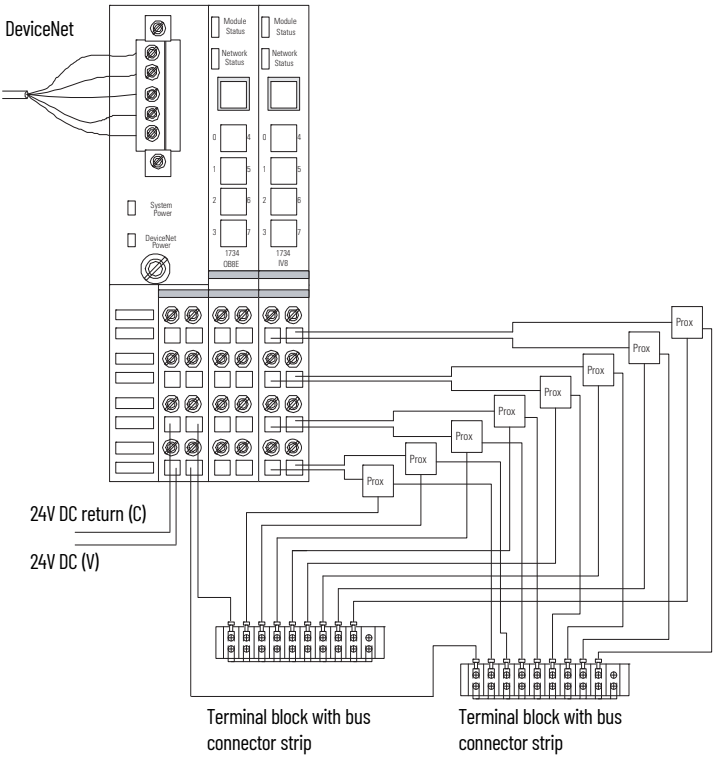 DeviceNet
Module
Status
Module
Status
Network
Status
Network
Status
0
4
0
4
1
5
1
5
System
Power
2
6
2
6
DeviceNet
Power
3
7
3
7
1734
OB8E
1734
IV8
Prox
Prox
Prox
Prox
Prox
Prox
Prox
Prox
24V DC return (C)
24V DC (V)
Terminal block with bus
connector strip
Terminal block with bus
connector strip